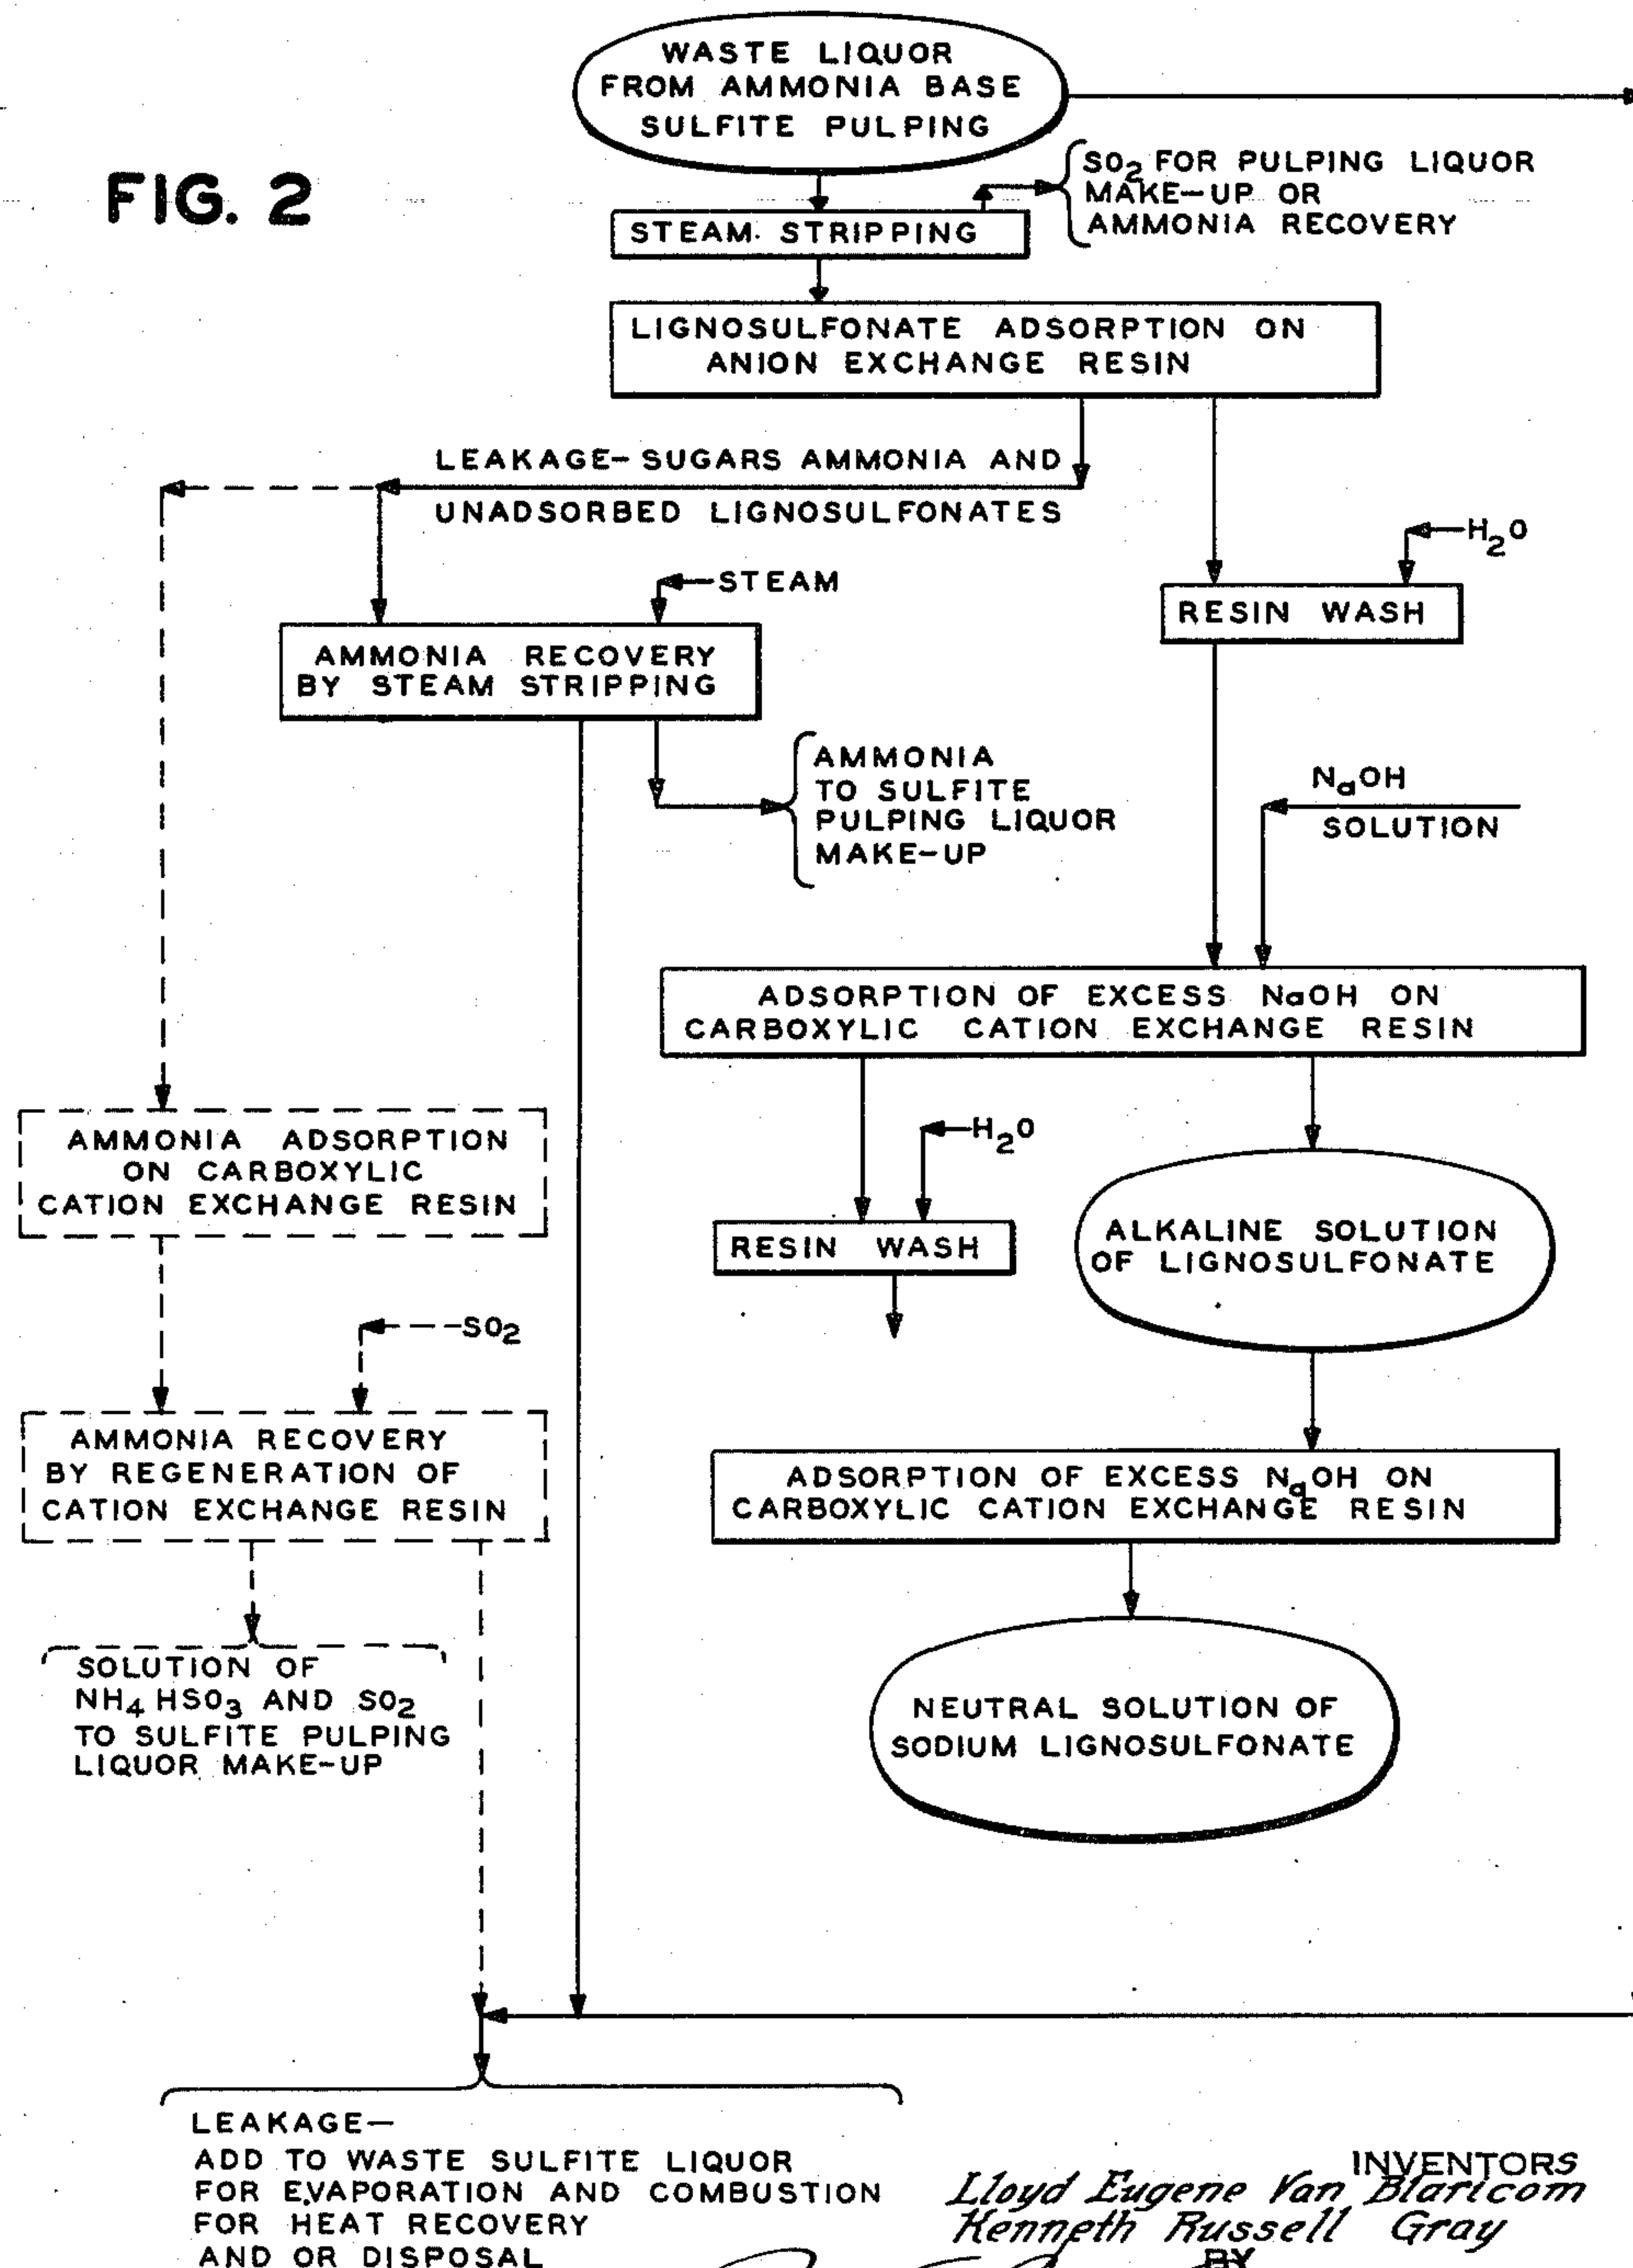 WASTE LIQUOR
FROM AMMONIA BASE
SULFITE PULPING
FIG. 2
SO2 FOR PULPING LIQUOR
MAKE-UP OR
AMMONIA RECOVERY
STEAM STRIPPING
LIGNOSULFONATE ADSORPTION ON
ANION EXCHANGE RESIN
LEAKAGE-SUGARS AMMONIA AND
UNADSORBED LIGNOSULFONATES
H2O
STEAM
RESIN WASH
AMMONIA RECOVERY
BY STEAM STRIPPING
AMMONIA
TO SULFITE
PULPING LIQUOR
MAKE-UP
NaOH
SOLUTION
ADSORPTION OF EXCESS NaOH ON
CARBOXYLIC CATION EXCHANGE RESIN
AMMONIA ADSORPTION
ON CARBOXYLIC
CATION EXCHANGE RESIN
H2O
RESIN WASH
ALKALINE SOLUTION
OF LIGNOSULFONATE
SO2
AMMONIA RECOVERY
BY REGENERATION OF
CATION EXCHANGE RESIN
ADSORPTION OF EXCESS NaOH ON
CARBOXYLIC CATION EXCHANGE RESIN
SOLUTION OF
NH4 HSO3 AND SO2
TO SULFITE PULPING
LIQUOR MAKE-UP
NEUTRAL SOLUTION OF
SODIUM LIGNOSULFONATE
LEAKAGE-
ADD TO WASTE SULFITE LIQUOR
FOR EVAPORATION AND COMBUSTION
FOR HEAT RECOVERY
AND OR DISPOSAL
INVENTORS
Lloyd Eugene Van Blaricom
Kenneth Russell Gray
BY